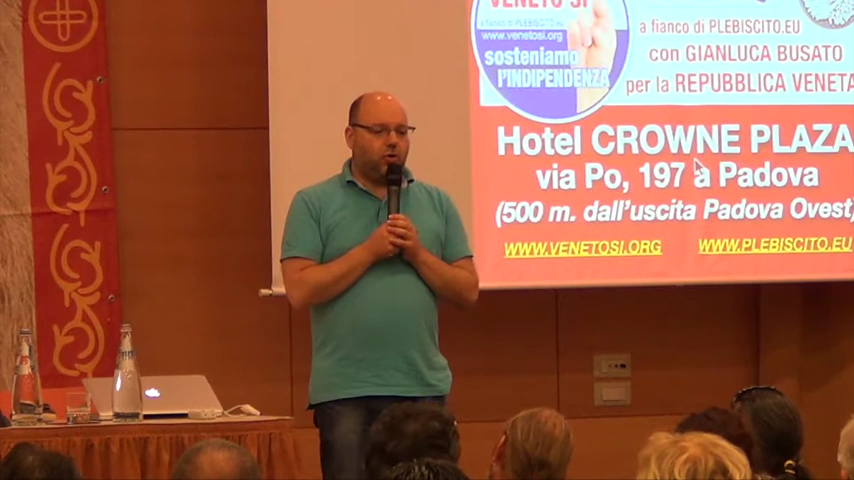 VENETO SÌ
a fianco di PLEBISCITO.EU
www.venetosi.org
sosteniamo
l'INDIPENDENZA
a fianco di PLEBISCITO.EU
con GIANLUCA BUSATO
per la REPUBBLICA VENETA
Hotel CROWNE PLAZA
via Po, 197 a Padova
(500 m. dall'uscita Padova Ovest)
WWW.VENETOSI.ORG
WWW.PLEBISCITO.EU